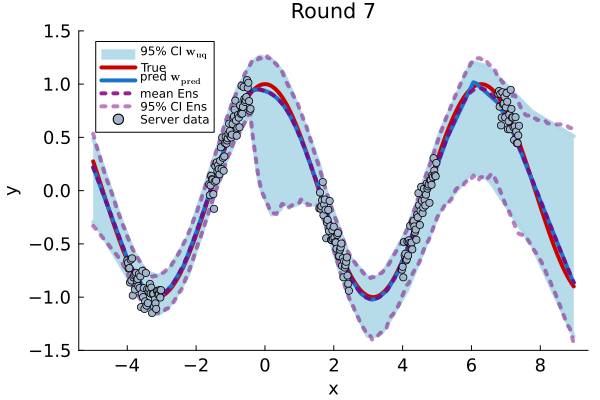 Round 7
95% CI w_uq
True
pred w_pred
mean Ens
95% CI Ens
Server data
y
1.5
1.0
0.5
0.0
−0.5
−1.0
−1.5
−4 −2 0 2 4 6 8
x